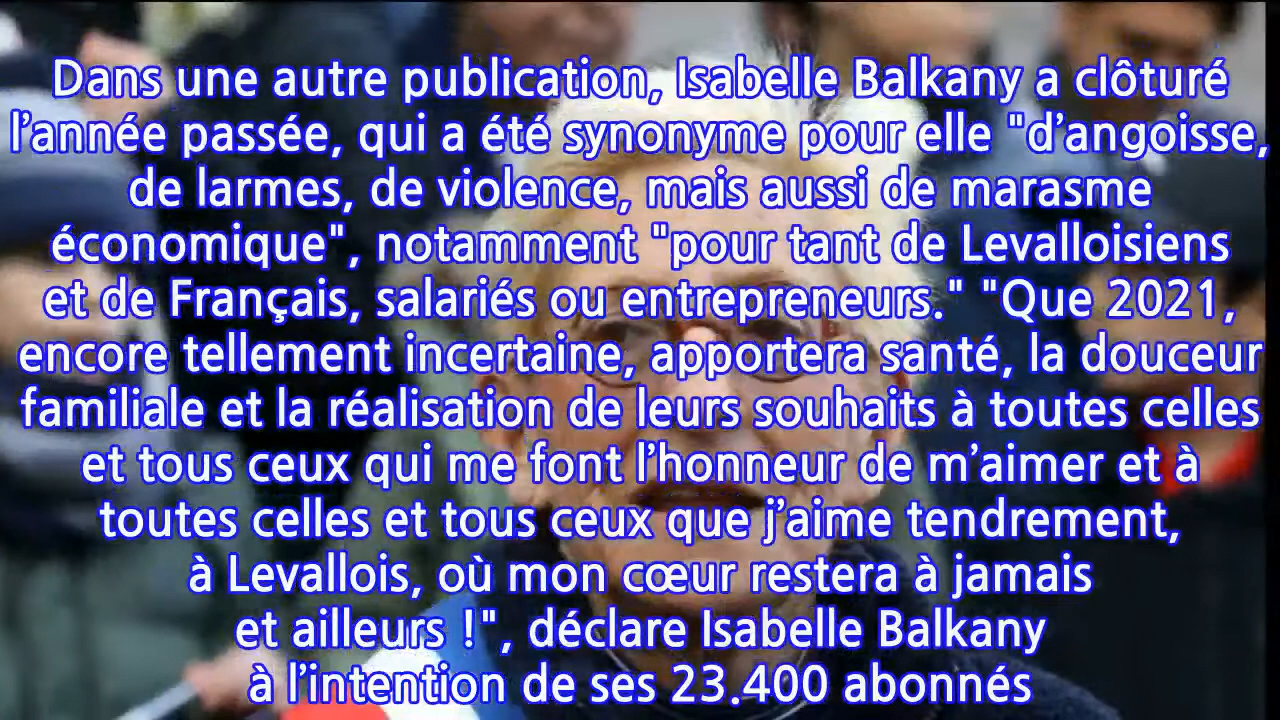 Dans une autre publication, Isabelle Balkany a clôturé
l’année passée, qui a été synonyme pour elle "d’angoisse,
de larmes, de violence, mais aussi de marasme
économique", notamment "pour tant de Levalloisiens
et de Français, salariés ou entrepreneurs." "Que 2021,
encore tellement incertaine, apportera santé, la douceur
familiale et la réalisation de leurs souhaits à toutes celles
et tous ceux qui me font l’honneur de m’aimer et à
toutes celles et tous ceux que j’aime tendrement,
à Levallois, où mon cœur restera à jamais
et ailleurs !", déclare Isabelle Balkany
à l’intention de ses 23.400 abonnés